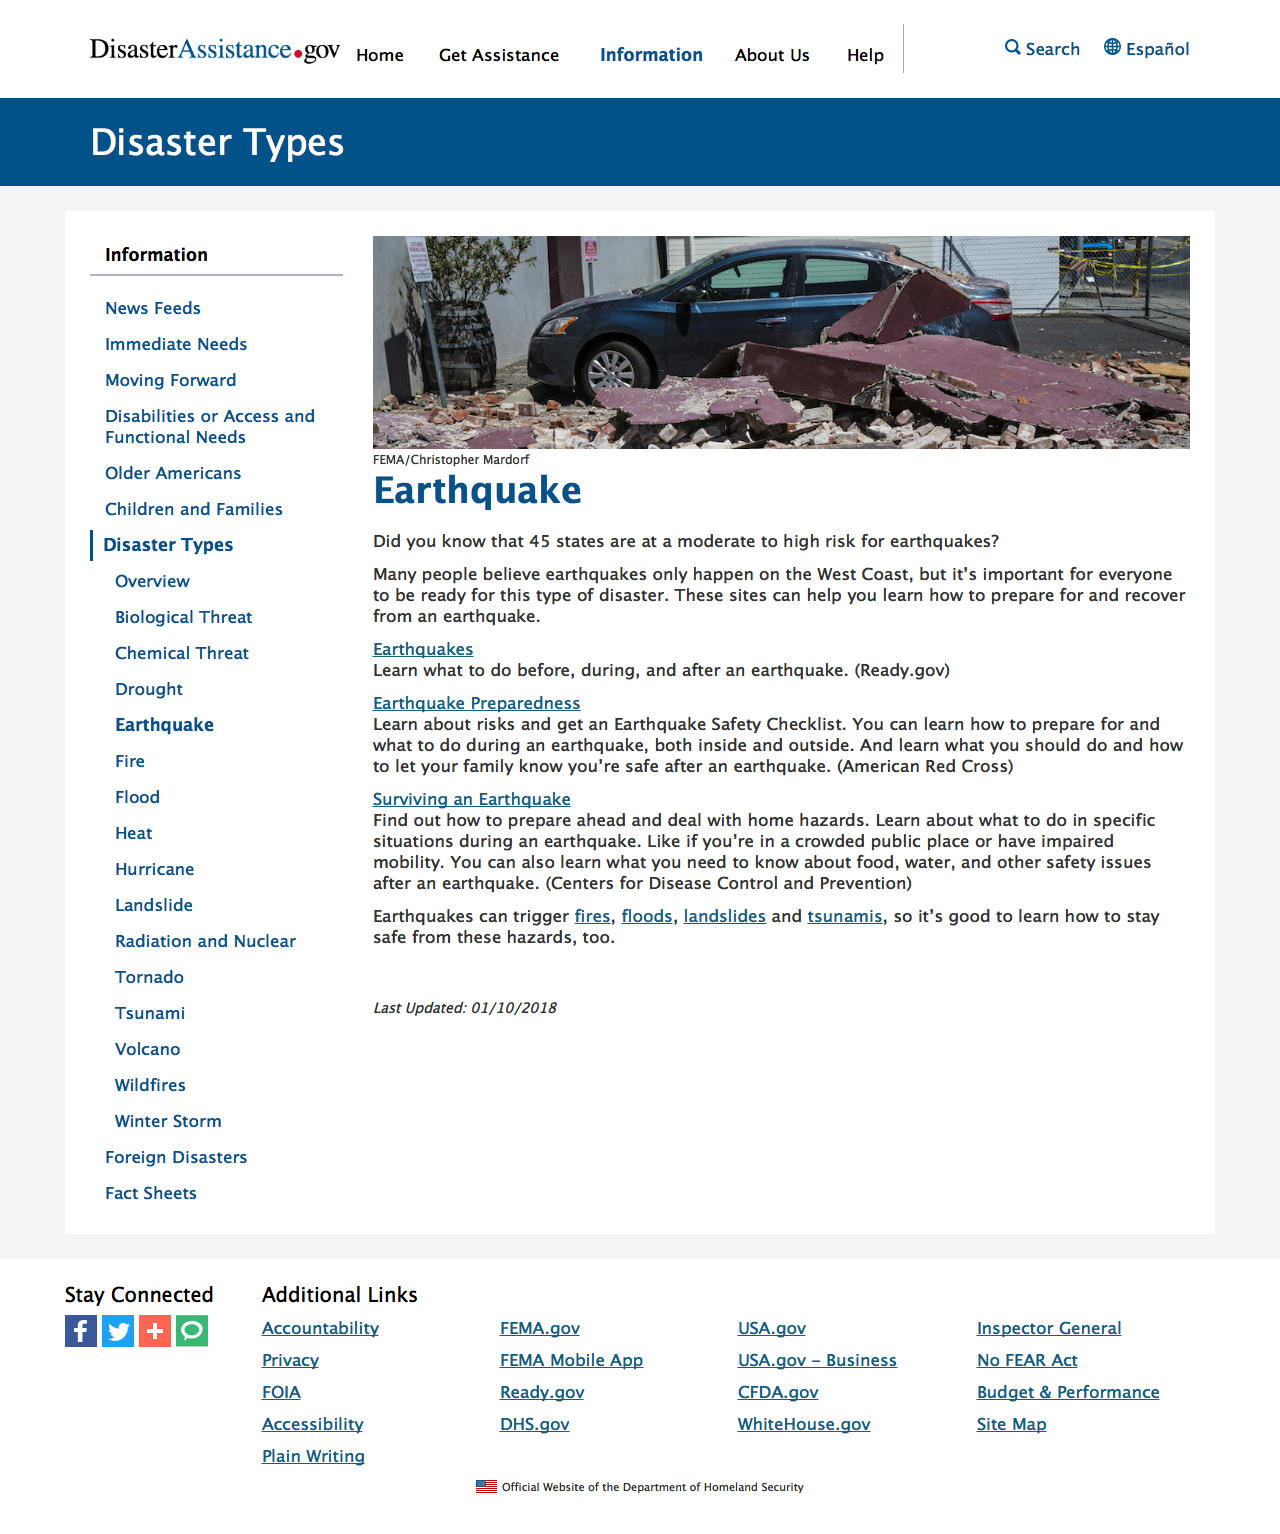 DisasterAssistance.gov
Home
Get Assistance
Information
About Us
Help
Search
Español
Disaster Types
Information
News Feeds
Immediate Needs
Moving Forward
Disabilities or Access and
Functional Needs
Older Americans
Children and Families
Disaster Types
Overview
Biological Threat
Chemical Threat
Drought
Earthquake
Fire
Flood
Heat
Hurricane
Landslide
Radiation and Nuclear
Tornado
Tsunami
Volcano
Wildfires
Winter Storm
Foreign Disasters
Fact Sheets
FEMA/Christopher Mardorf
Earthquake
Did you know that 45 states are at a moderate to high risk for earthquakes?
Many people believe earthquakes only happen on the West Coast, but it’s important for everyone
to be ready for this type of disaster. These sites can help you learn how to prepare for and recover
from an earthquake.
Earthquakes
Learn what to do before, during, and after an earthquake. (Ready.gov)
Earthquake Preparedness
Learn about risks and get an Earthquake Safety Checklist. You can learn how to prepare for and
what to do during an earthquake, both inside and outside. And learn what you should do and how
to let your family know you’re safe after an earthquake. (American Red Cross)
Surviving an Earthquake
Find out how to prepare ahead and deal with home hazards. Learn about what to do in specific
situations during an earthquake. Like if you’re in a crowded public place or have impaired
mobility. You can also learn what you need to know about food, water, and other safety issues
after an earthquake. (Centers for Disease Control and Prevention)
Earthquakes can trigger fires, floods, landslides and tsunamis, so it’s good to learn how to stay
safe from these hazards, too.
Last Updated: 01/10/2018
Stay Connected
Additional Links
Accountability
Privacy
FOIA
Accessibility
Plain Writing
FEMA.gov
FEMA Mobile App
Ready.gov
DHS.gov
USA.gov
USA.gov – Business
CFDA.gov
WhiteHouse.gov
Inspector General
No FEAR Act
Budget & Performance
Site Map
Official Website of the Department of Homeland Security